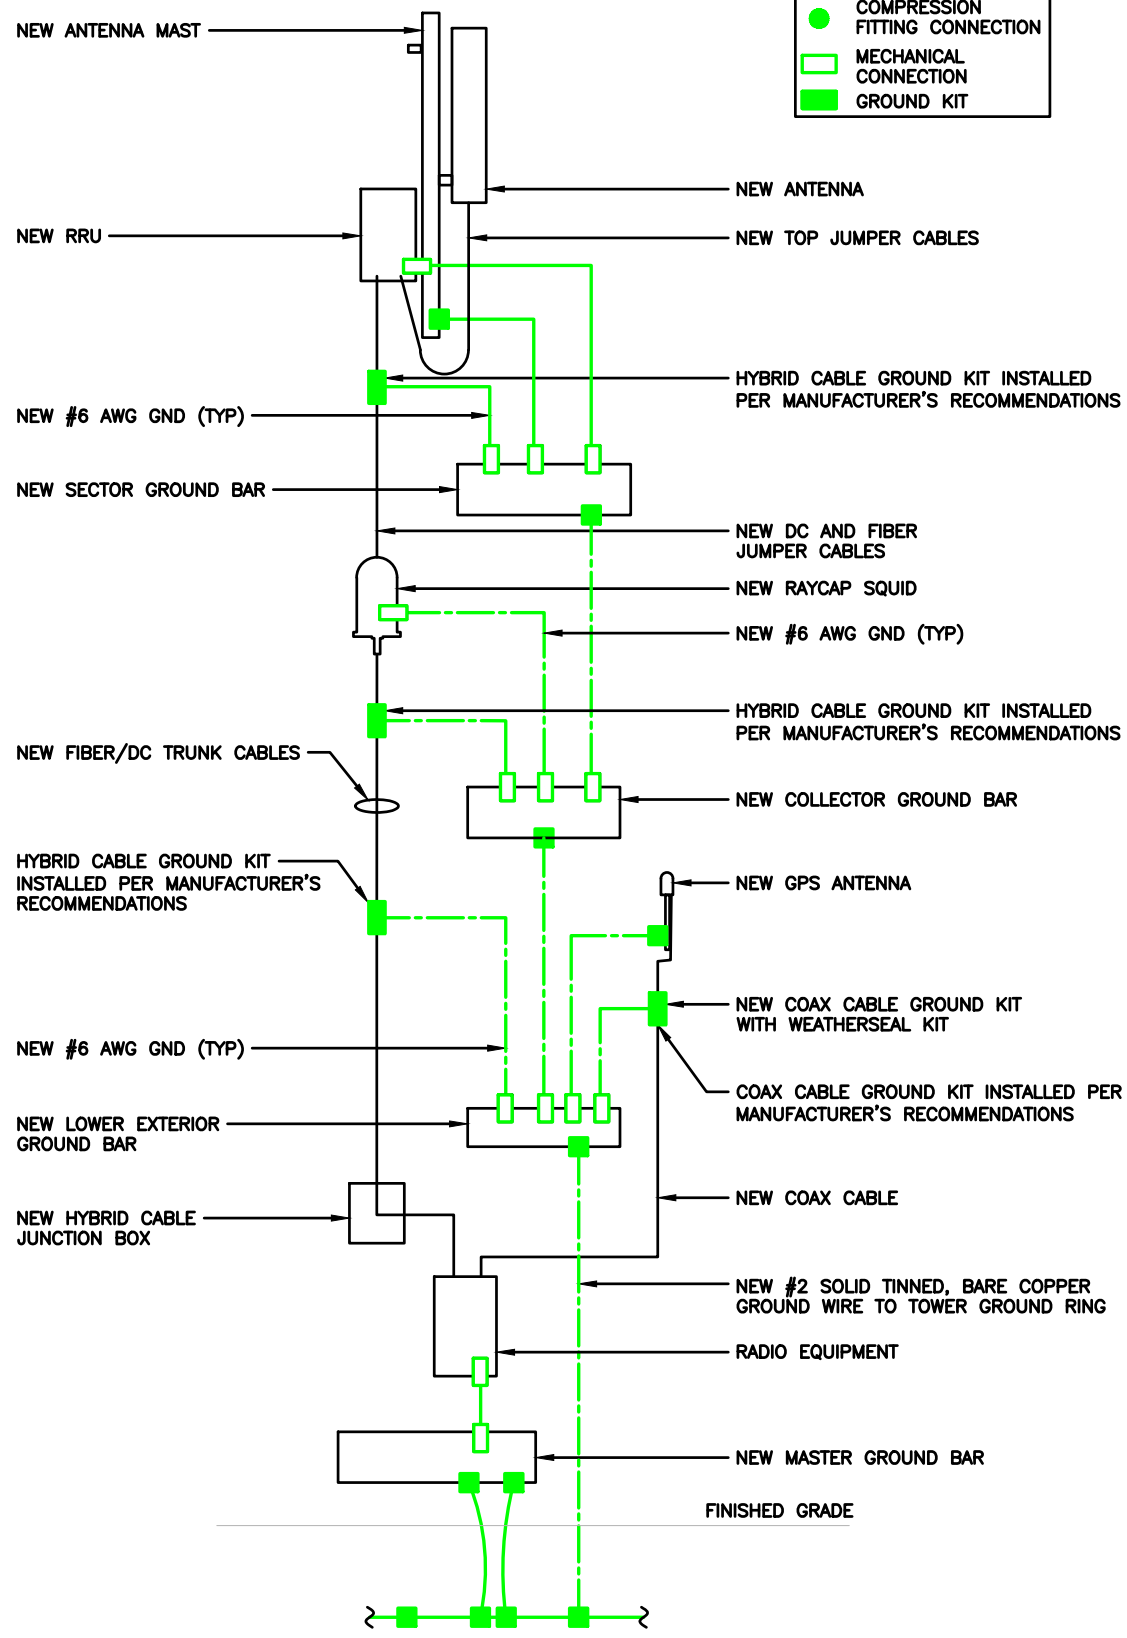 COMPRESSION
FITTING CONNECTION
MECHANICAL
CONNECTION
GROUND KIT
NEW ANTENNA MAST
NEW ANTENNA
NEW RRU
NEW TOP JUMPER CABLES
HYBRID CABLE GROUND KIT INSTALLED
PER MANUFACTURER'S RECOMMENDATIONS
NEW #6 AWG GND (TYP)
NEW SECTOR GROUND BAR
NEW DC AND FIBER
JUMPER CABLES
NEW RAYCAP SQUID
NEW #6 AWG GND (TYP)
HYBRID CABLE GROUND KIT INSTALLED
PER MANUFACTURER'S RECOMMENDATIONS
NEW FIBER/DC TRUNK CABLES
NEW COLLECTOR GROUND BAR
HYBRID CABLE GROUND KIT
INSTALLED PER MANUFACTURER'S
RECOMMENDATIONS
NEW GPS ANTENNA
NEW COAX CABLE GROUND KIT
WITH WEATHERSEAL KIT
NEW #6 AWG GND (TYP)
COAX CABLE GROUND KIT INSTALLED PER
MANUFACTURER'S RECOMMENDATIONS
NEW LOWER EXTERIOR
GROUND BAR
NEW COAX CABLE
NEW HYBRID CABLE
JUNCTION BOX
NEW #2 SOLID TINNED, BARE COPPER
GROUND WIRE TO TOWER GROUND RING
RADIO EQUIPMENT
NEW MASTER GROUND BAR
FINISHED GRADE